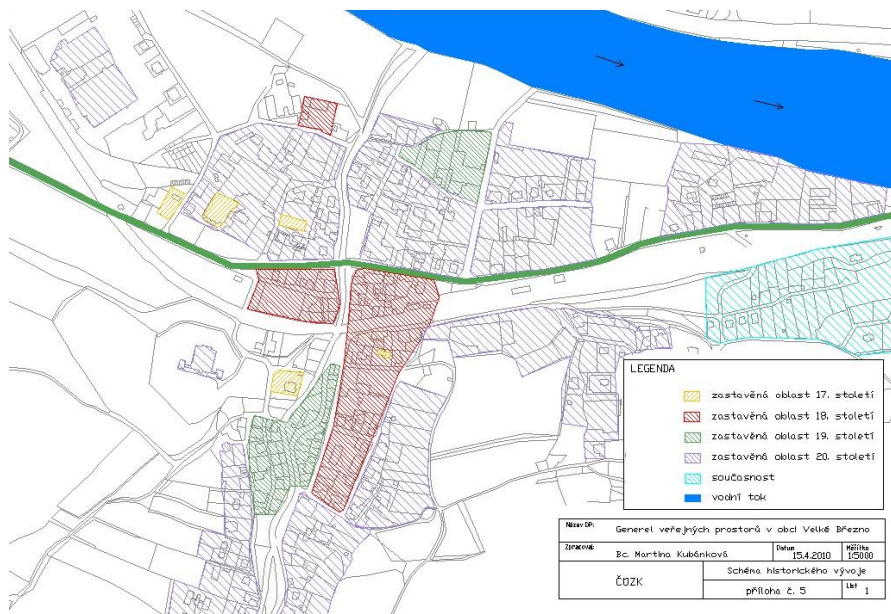 LEGENDA
zastavěná oblast 17. století
zastavěná oblast 18. století
zastavěná oblast 19. století
zastavěná oblast 20. století
současnost
vodní tok
Název DP: Generel veřejných prostorů v obci Velké Březno
Zpracoval: Bc. Martina Kubánková Datum 15.4.2010 Měřítko 1:5000
ČÚZK Schéma historického vývoje
příloha č. 5 List 1